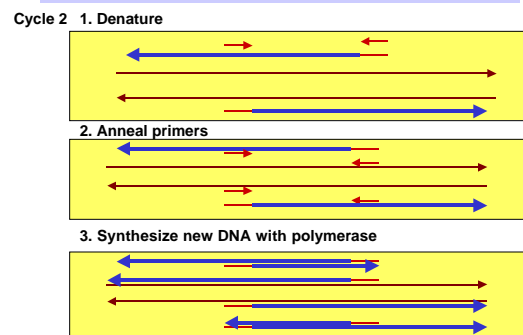 Cycle 2 1. Denature
2. Anneal primers
3. Synthesize new DNA with polymerase